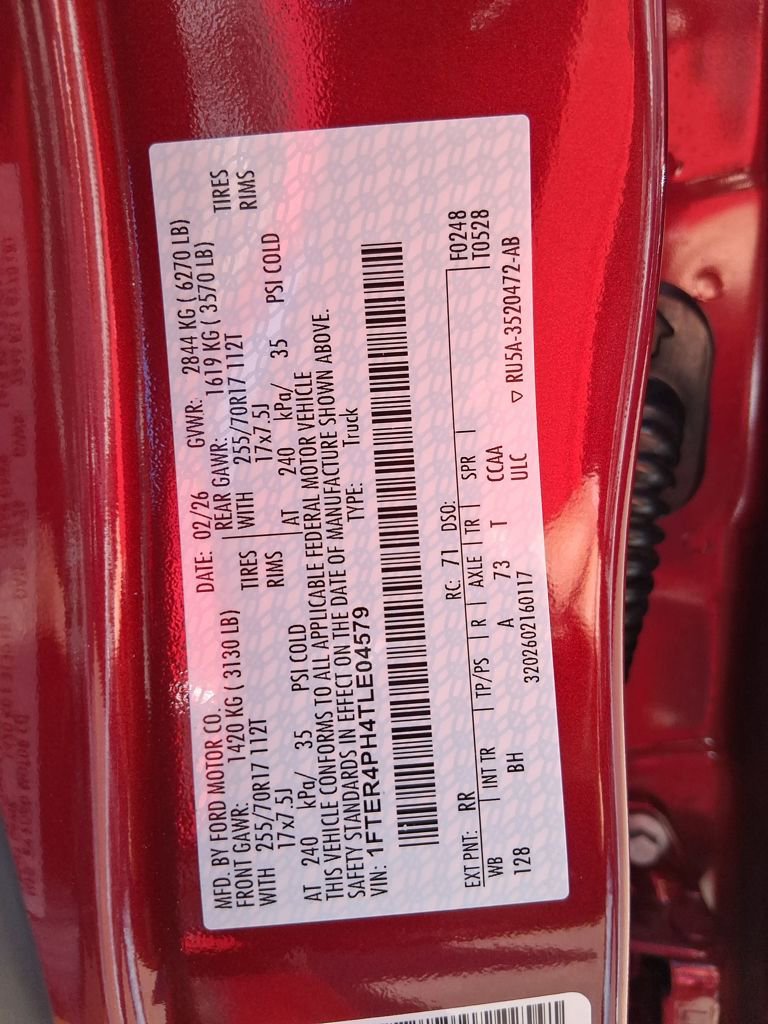 MFD. BY FORD MOTOR CO.
DATE: 02/26 GVWR: 2844 KG ( 6270 LB)
FRONT GAWR: 1420 KG ( 3130 LB) REAR GAWR: 1619 KG ( 3570 LB)
WITH 255/70R17 112T TIRES WITH 255/70R17 112T TIRES
17x7.5J RIMS 17x7.5J RIMS
AT 240 kPa/ 35 PSI COLD AT 240 kPa/ 35 PSI COLD
THIS VEHICLE CONFORMS TO ALL APPLICABLE FEDERAL MOTOR VEHICLE
SAFETY STANDARDS IN EFFECT ON THE DATE OF MANUFACTURE SHOWN ABOVE.
VIN: 1FTER4PH4TLE04579 TYPE: Truck
F0248
T0528
EXT PNT: RR RC: 71 DSO:
WB INT TR TP/PS R AXLE TR SPR
128 BH A 73 T CCAA
3202602160117 ULC ▽ RU5A-3520472-AB